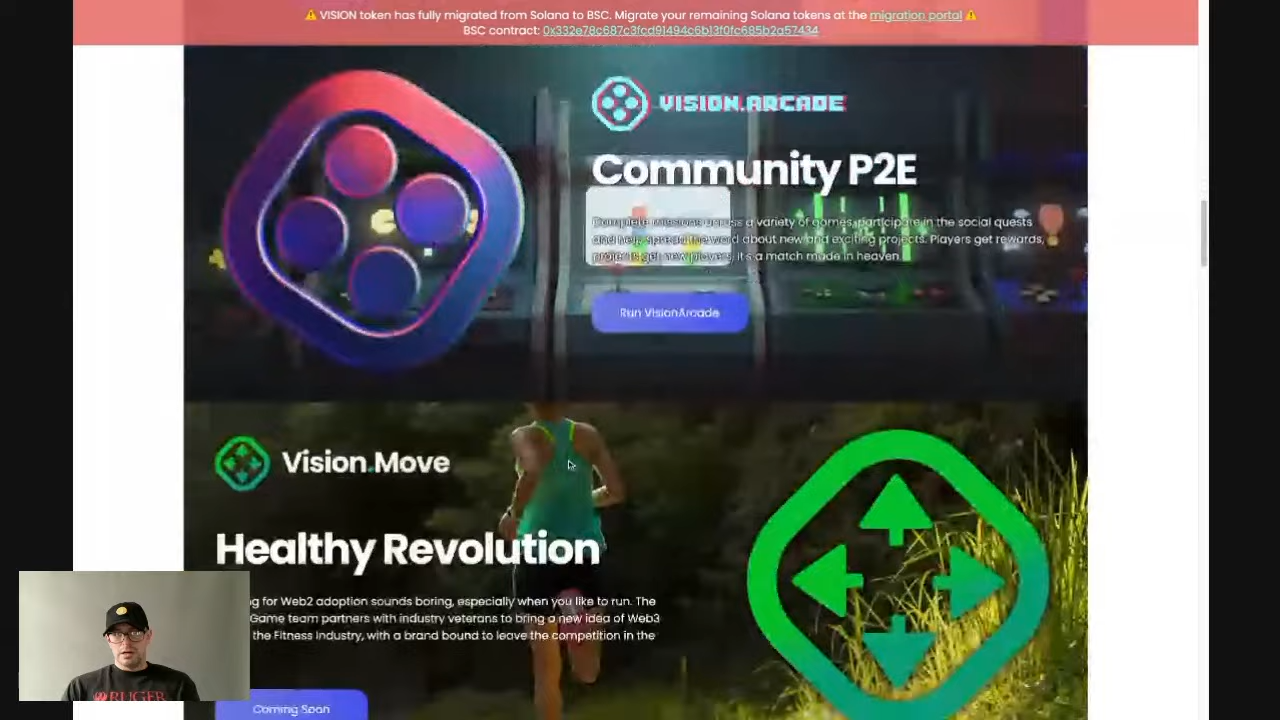 ⚠ VISION token has fully migrated from Solana to BSC. Migrate your remaining Solana tokens at the migration portal ⚠
BSC contract: 0x332e78c687c3fcd91494c6b13f0fc685b2a57434
VISION.ARCADE
Community P2E
Complete missions across a variety of games, participate in the social quests
and help spread the word about new and exciting projects. Players get rewards,
projects get new players. It's a match made in heaven.
Run VisionArcade
Vision.Move
Healthy Revolution
g for Web2 adoption sounds boring, especially when you like to run. The
Game team partners with industry veterans to bring a new idea of Web3
the Fitness Industry, with a brand bound to leave the competition in the
Coming Soon
RUGER